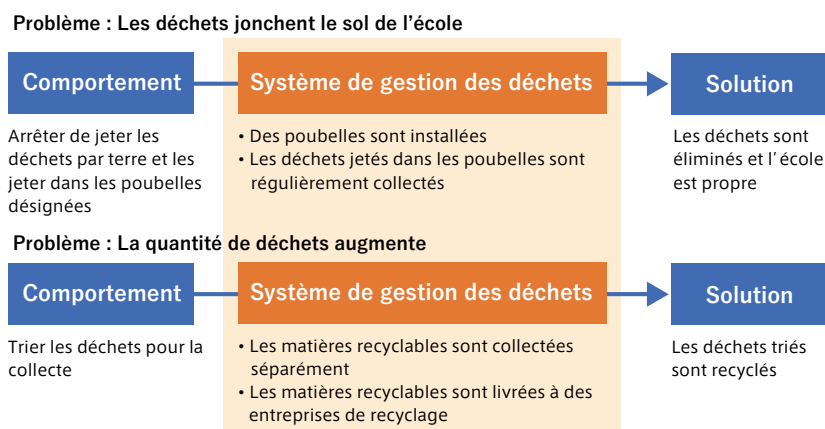 Problème : Les déchets jonchent le sol de l'école
Comportement
Système de gestion des déchets
Solution
Arrêter de jeter les
déchets par terre et les
jeter dans les poubelles
désignées
• Des poubelles sont installées
• Les déchets jetés dans les poubelles sont
régulièrement collectés
Les déchets sont
éliminés et l'école
est propre
Problème : La quantité de déchets augmente
Comportement
Système de gestion des déchets
Solution
Trier les déchets pour la
collecte
• Les matières recyclables sont collectées
séparément
• Les matières recyclables sont livrées à des
entreprises de recyclage
Les déchets triés
sont recyclés